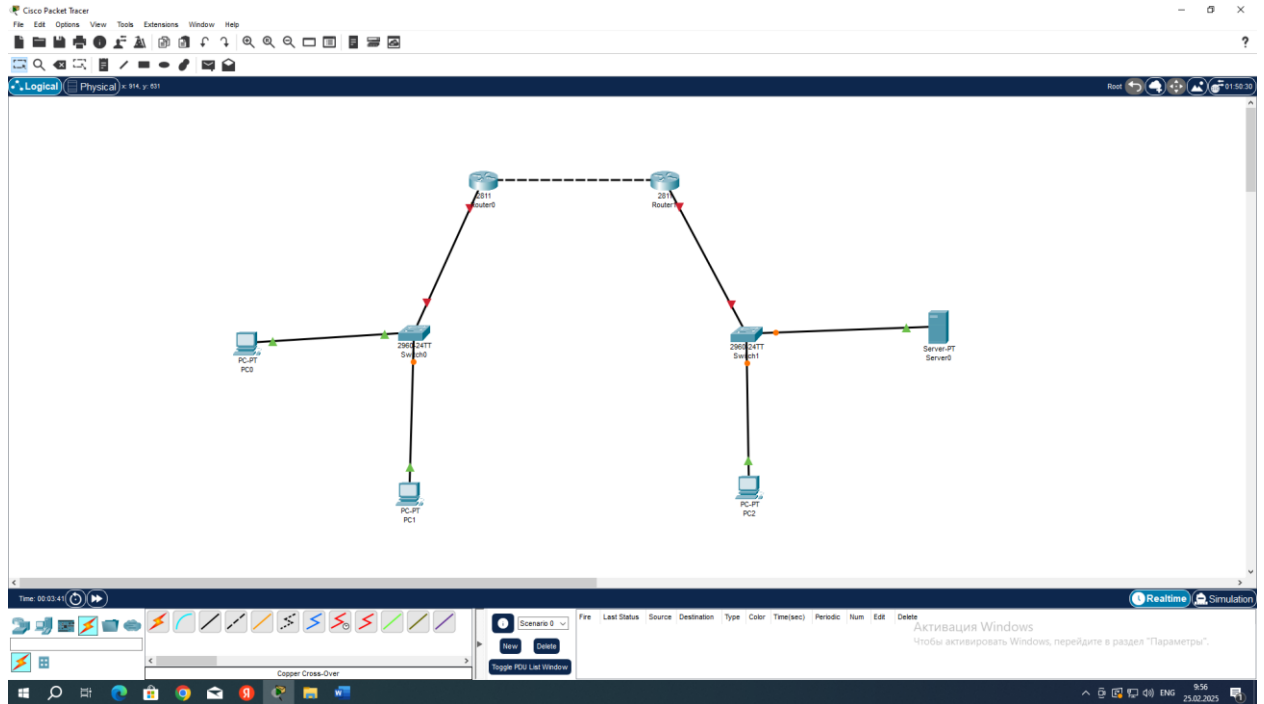 Cisco Packet Tracer
File Edit Options View Tools Extensions Window Help
?
Logical Physical x: 914, y: 631 Root 01:50:30
2811
Router0
2811
Router1
2960-24TT
Switch0
2960-24TT
Switch1
PC-PT
PC0
Server-PT
Server0
PC-PT
PC1
PC-PT
PC2
Time: 00:03:41 Realtime Simulation
Scenario 0 Fire Last Status Source Destination Type Color Time(sec) Periodic Num Edit Delete
New Delete
Toggle PDU List Window
Активация Windows
Чтобы активировать Windows, перейдите в раздел "Параметры".
Copper Cross-Over
ENG 9:56
25.02.2025